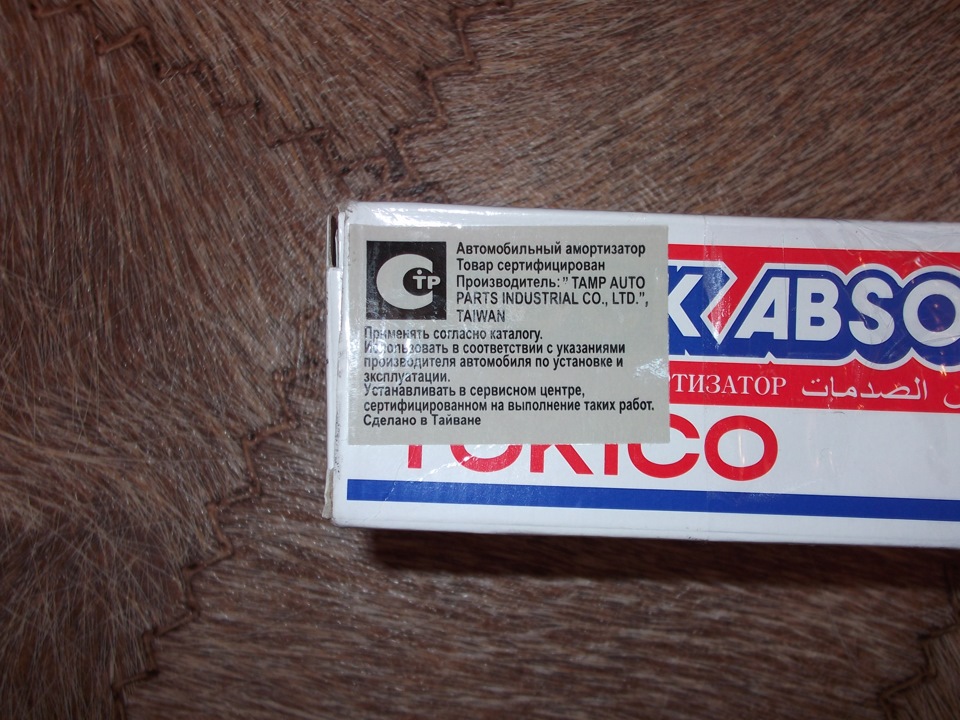 Автомобильный амортизатор
Товар сертифицирован
Производитель: " TAMP AUTO
PARTS INDUSTRIAL CO., LTD.",
TAIWAN
СТР
Применять согласно каталогу.
Использовать в соответствии с указаниями
производителя автомобиля по установке и
эксплуатации.
Устанавливать в сервисном центре,
сертифицированном на выполнение таких работ.
Сделано в Тайване
K ABSO
ТИЗАТОР الصدمات
TOKICO